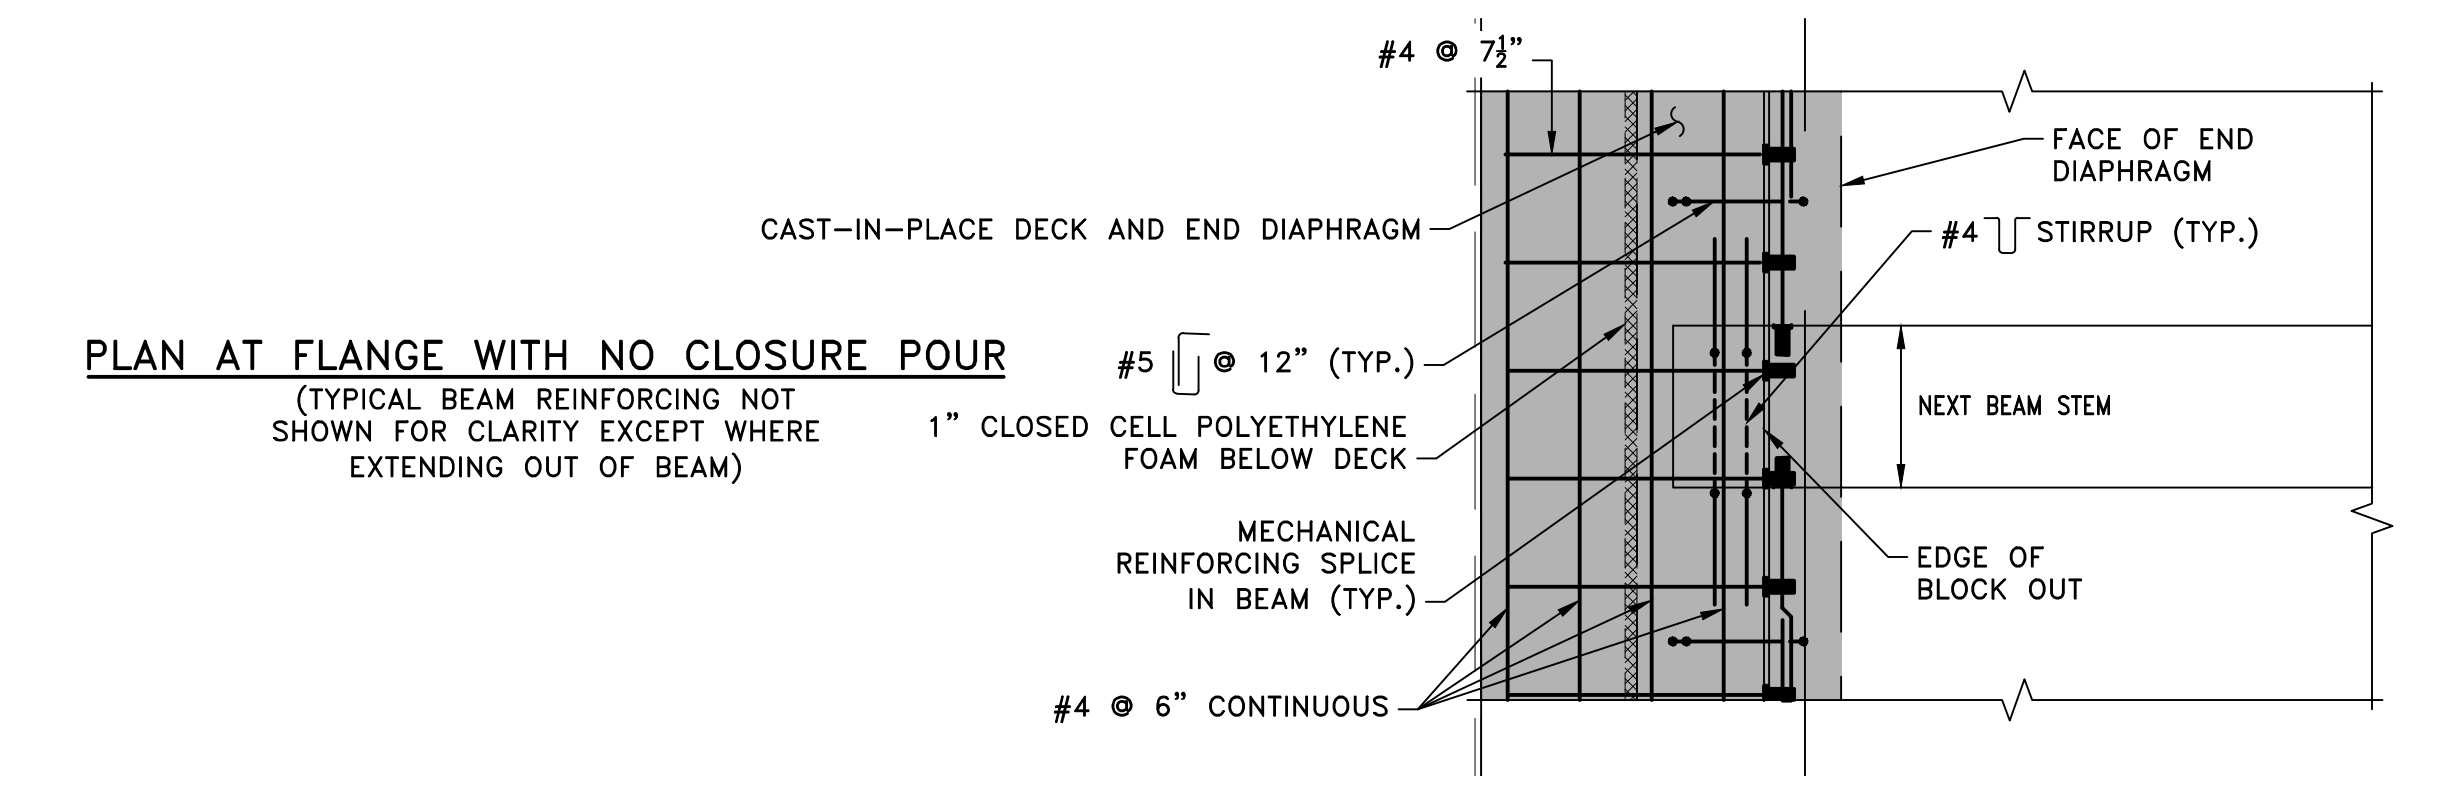 #4 @ 7½”
FACE OF END
DIAPHRAGM
CAST-IN-PLACE DECK AND END DIAPHRAGM
#4 STIRRUP (TYP.)
PLAN AT FLANGE WITH NO CLOSURE POUR
(TYPICAL BEAM REINFORCING NOT
SHOWN FOR CLARITY EXCEPT WHERE
EXTENDING OUT OF BEAM)
#5 @ 12” (TYP.)
1” CLOSED CELL POLYETHYLENE
FOAM BELOW DECK
NEXT BEAM STEM
MECHANICAL
REINFORCING SPLICE
IN BEAM (TYP.)
EDGE OF
BLOCK OUT
#4 @ 6” CONTINUOUS